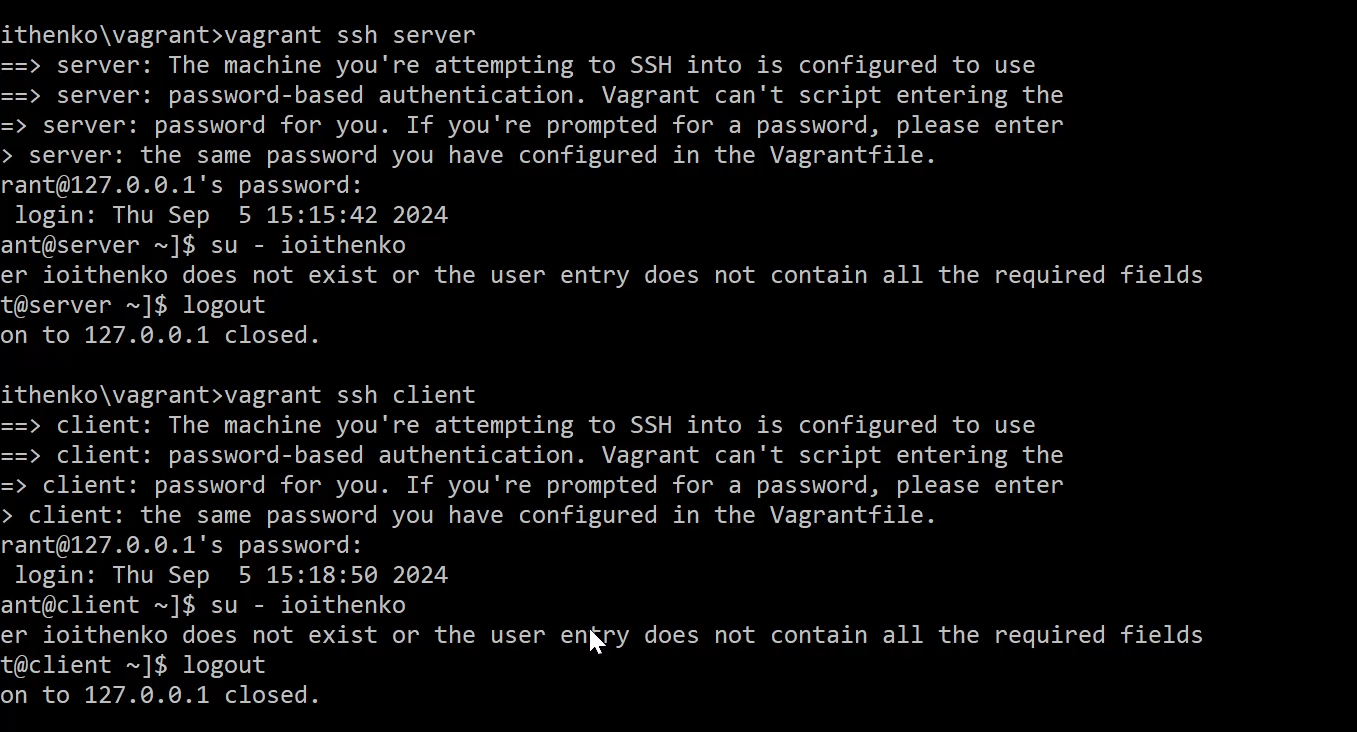 ithenko\vagrant>vagrant ssh server
==> server: The machine you're attempting to SSH into is configured to use
==> server: password-based authentication. Vagrant can't script entering the
=> server: password for you. If you're prompted for a password, please enter
> server: the same password you have configured in the Vagrantfile.
rant@127.0.0.1's password:
 login: Thu Sep  5 15:15:42 2024
ant@server ~]$ su - ioithenko
er ioithenko does not exist or the user entry does not contain all the required fields
t@server ~]$ logout
on to 127.0.0.1 closed.
ithenko\vagrant>vagrant ssh client
==> client: The machine you're attempting to SSH into is configured to use
==> client: password-based authentication. Vagrant can't script entering the
=> client: password for you. If you're prompted for a password, please enter
> client: the same password you have configured in the Vagrantfile.
rant@127.0.0.1's password:
 login: Thu Sep  5 15:18:50 2024
ant@client ~]$ su - ioithenko
er ioithenko does not exist or the user entry does not contain all the required fields
t@client ~]$ logout
on to 127.0.0.1 closed.